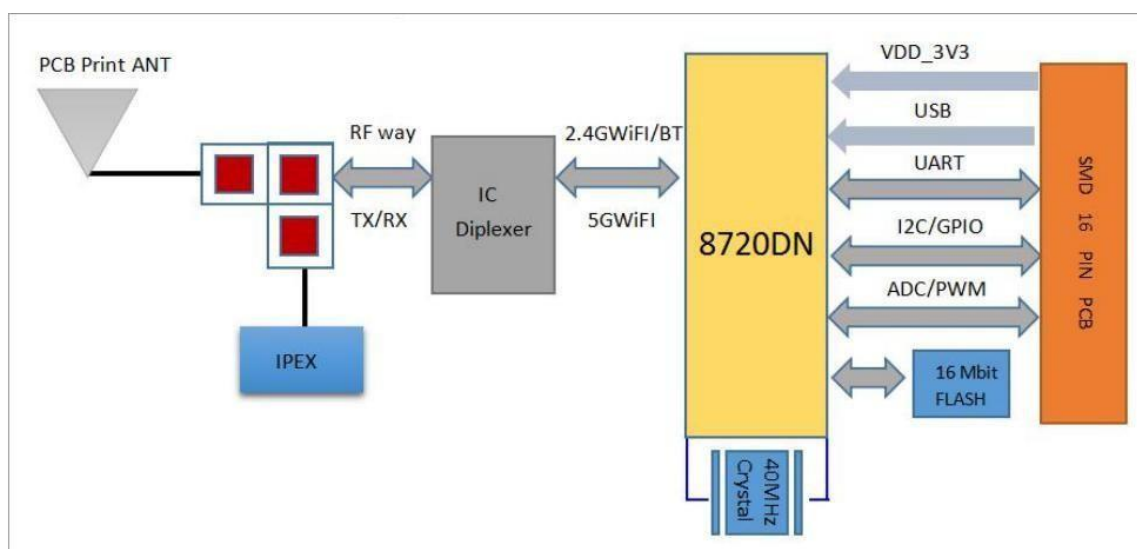 PCB Print ANT
RF way
TX/RX
IPEX
IC
Diplexer
2.4GWiFI/BT
5GWiFI
8720DN
40MHz
Crystal
VDD_3V3
USB
UART
I2C/GPIO
ADC/PWM
16 Mbit
FLASH
SMD 16 PIN PCB